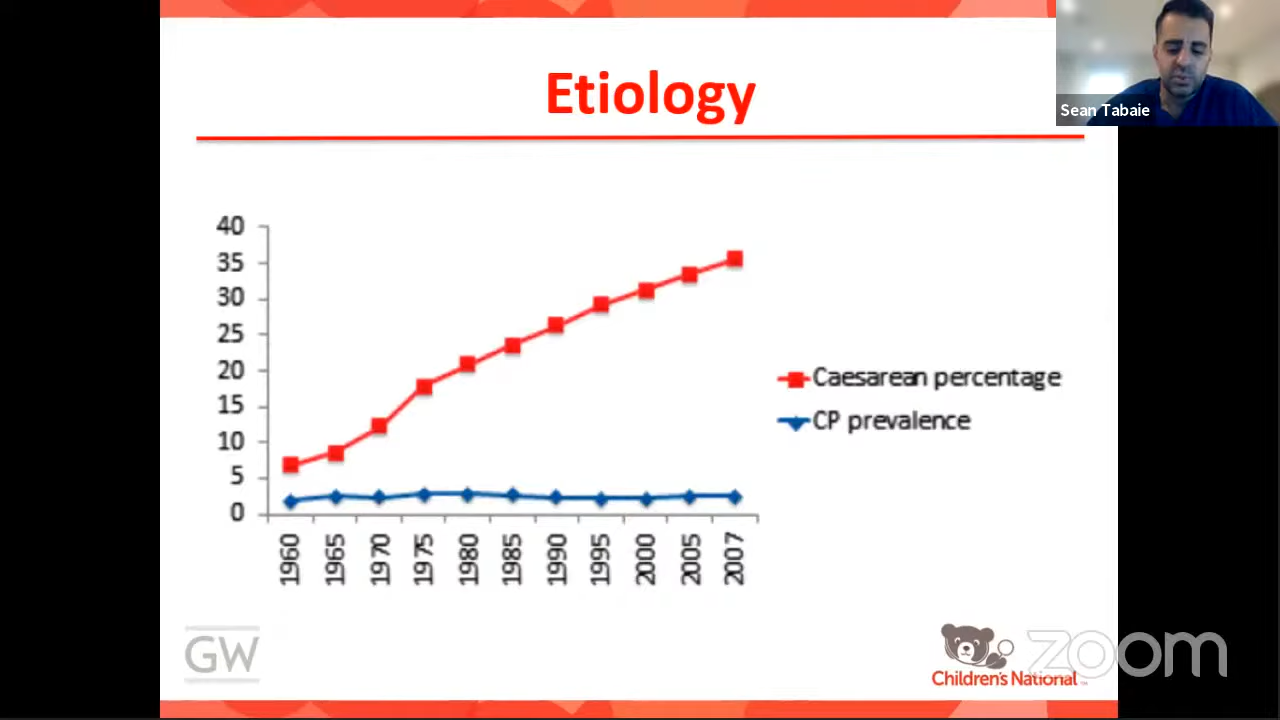 Etiology
Sean Tabaie
40
35
30
25
20
15
10
5
0
1960
1965
1970
1975
1980
1985
1990
1995
2000
2005
2007
Caesarean percentage
CP prevalence
GW
Children's National
zoom